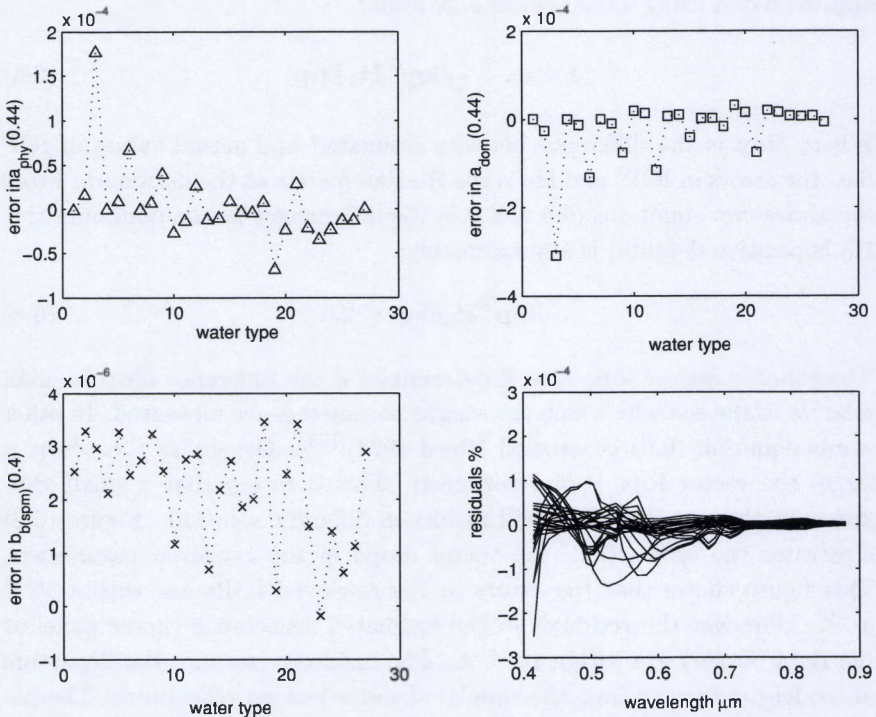 x 10⁻⁴
2
1.5
1
0.5
0
−0.5
−1
0 10 20 30
error in a_phy (0.44)
water type
x 10⁻⁴
2
0
−2
−4
0 10 20 30
error in a_dom (0.44)
water type
x 10⁻⁶
4
3
2
1
0
−1
0 10 20 30
error b_b(spm) (0.4)
water type
x 10⁻⁴
3
2
1
0
-1
-2
-3
0.4 0.5 0.6 0.7 0.8 0.9
residuals %
wavelength μm